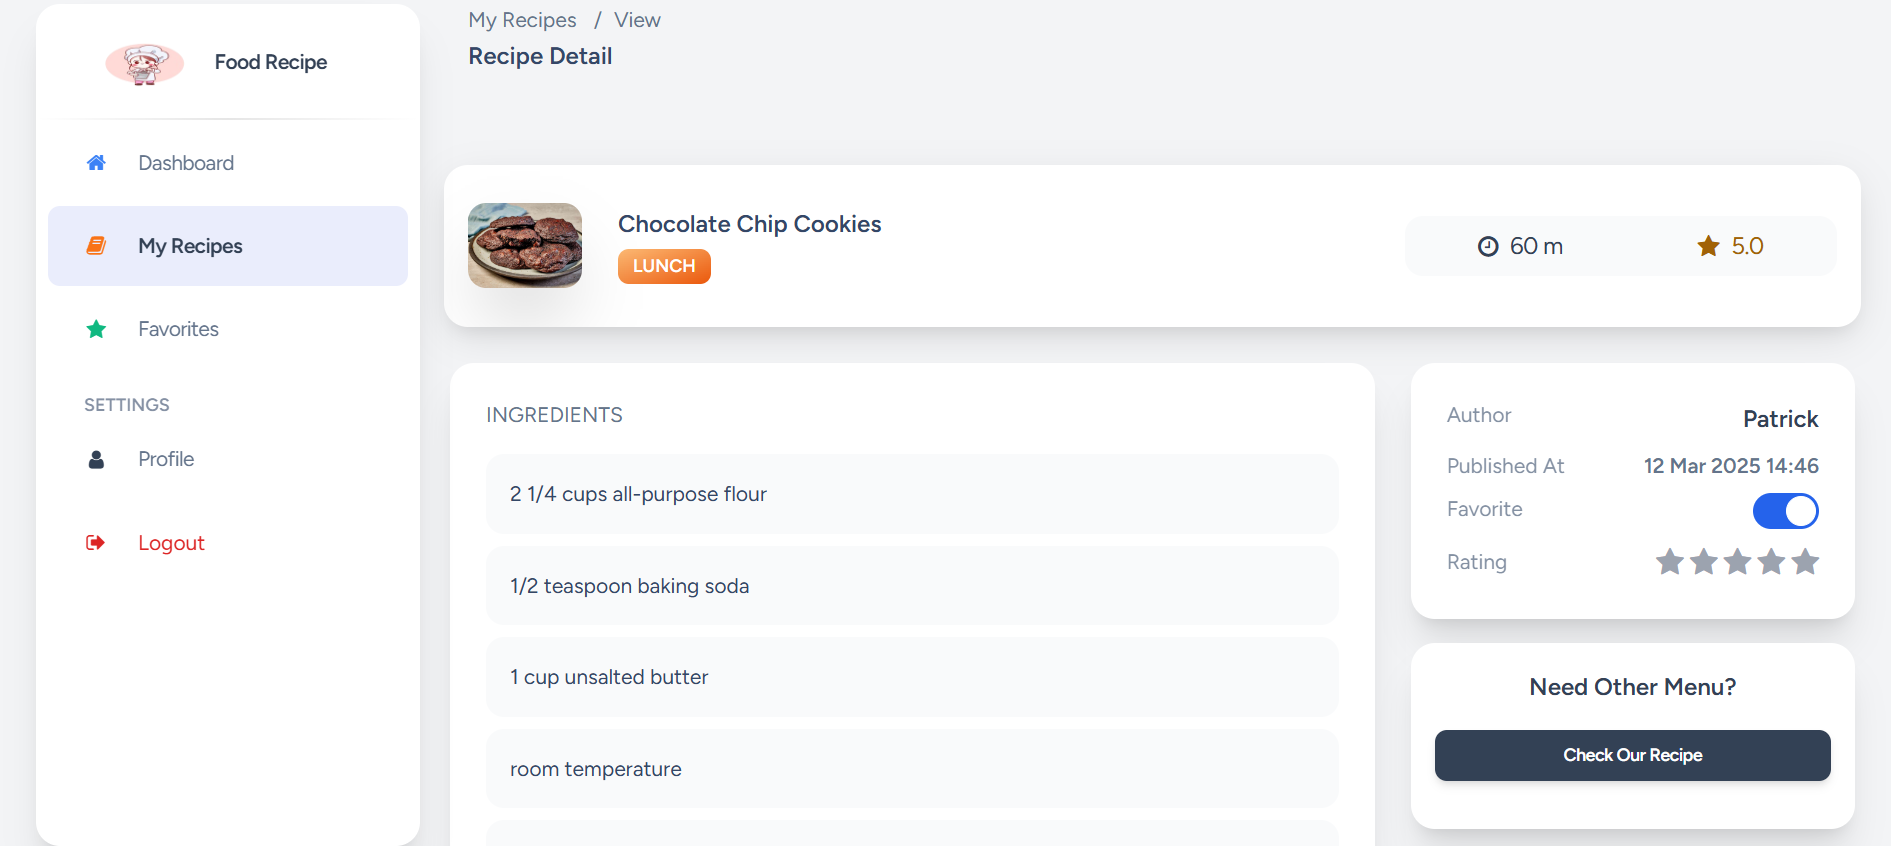 Food Recipe
Dashboard
My Recipes
Favorites
SETTINGS
Profile
Logout
My Recipes / View
Recipe Detail
Chocolate Chip Cookies
LUNCH
60 m
5.0
INGREDIENTS
2 1/4 cups all-purpose flour
1/2 teaspoon baking soda
1 cup unsalted butter
room temperature
Author Patrick
Published At 12 Mar 2025 14:46
Favorite
Rating
Need Other Menu?
Check Our Recipe